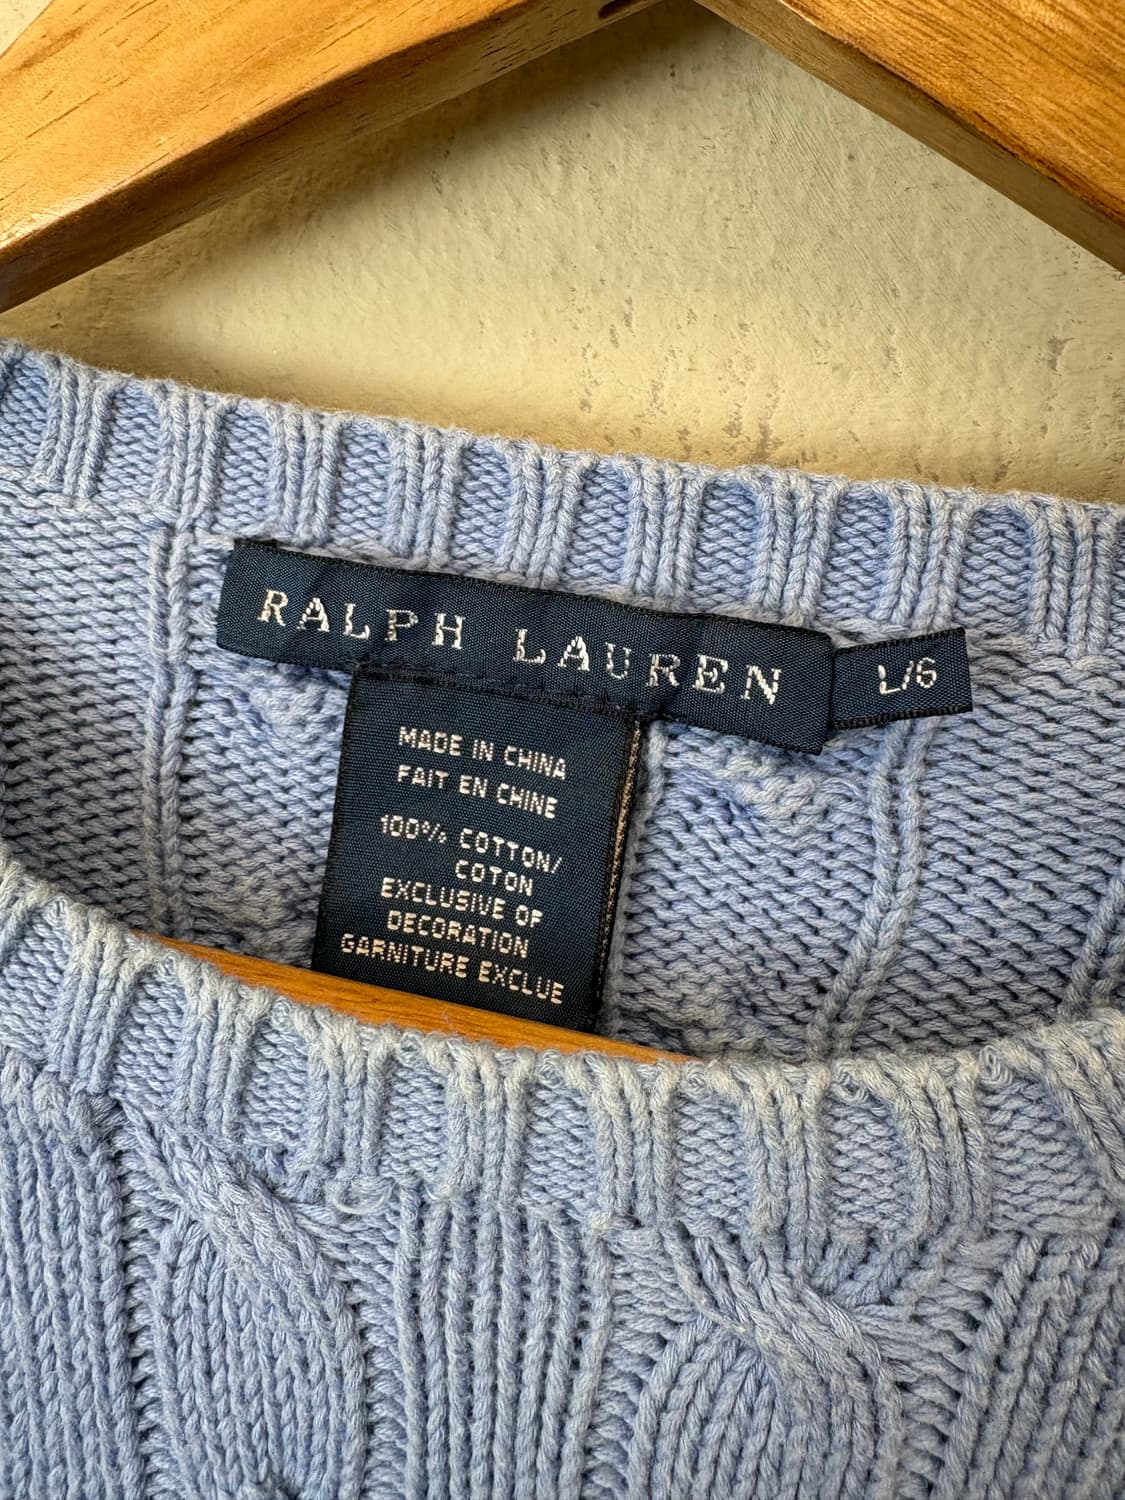 RALPH LAUREN
L/G
MADE IN CHINA
FAIT EN CHINE
100% COTTON/
COTON
EXCLUSIVE OF
DECORATION
GARNITURE EXCLUE